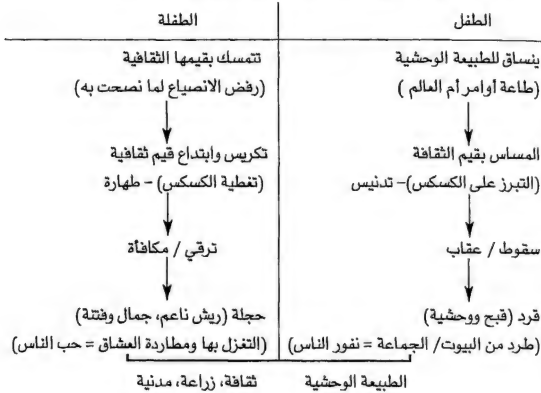 الطفل
الطفلة
ينساق للطبيعة الوحشية
(طاعة أوامر أم العالم )
تتمسك بقيمها الثقافية
(رفض الانصياع لما نصحت به)
المساس بقيم الثقافة
(التبرز على الكسكس)– تدنيس
تكريس وابتداع قيم ثقافية
(تغطية الكسكس) – طهارة
سقوط / عقاب
ترقي / مكافأة
قرد (قبح ووحشية)
(طرد من البيوت/ الجماعة = نفور الناس)
حجلة (ريش ناعم، جمال وفتنة)
(التغزل بها ومطاردة العشاق = حب الناس)
الطبيعة الوحشية
ثقافة، زراعة، مدنية